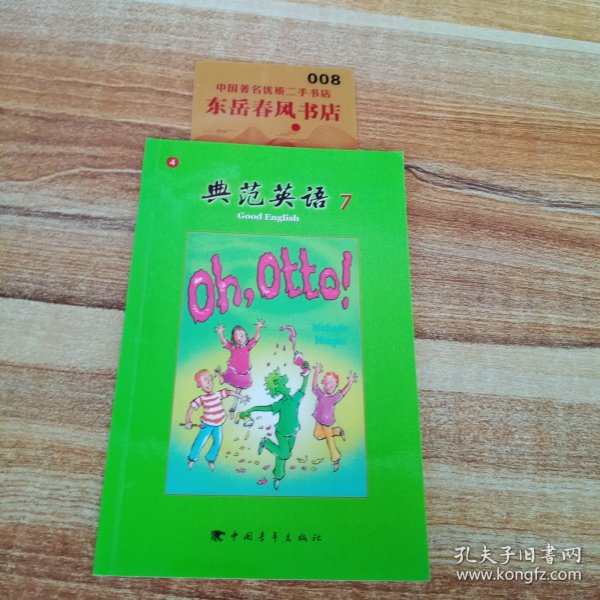 008
中国著名优质二手书店
东岳春风书店
4
典范英语 7
Good English
Oh, Otto!
Michaela
Morgan
中国青年出版社
孔夫子旧书网
www.kongfz.com